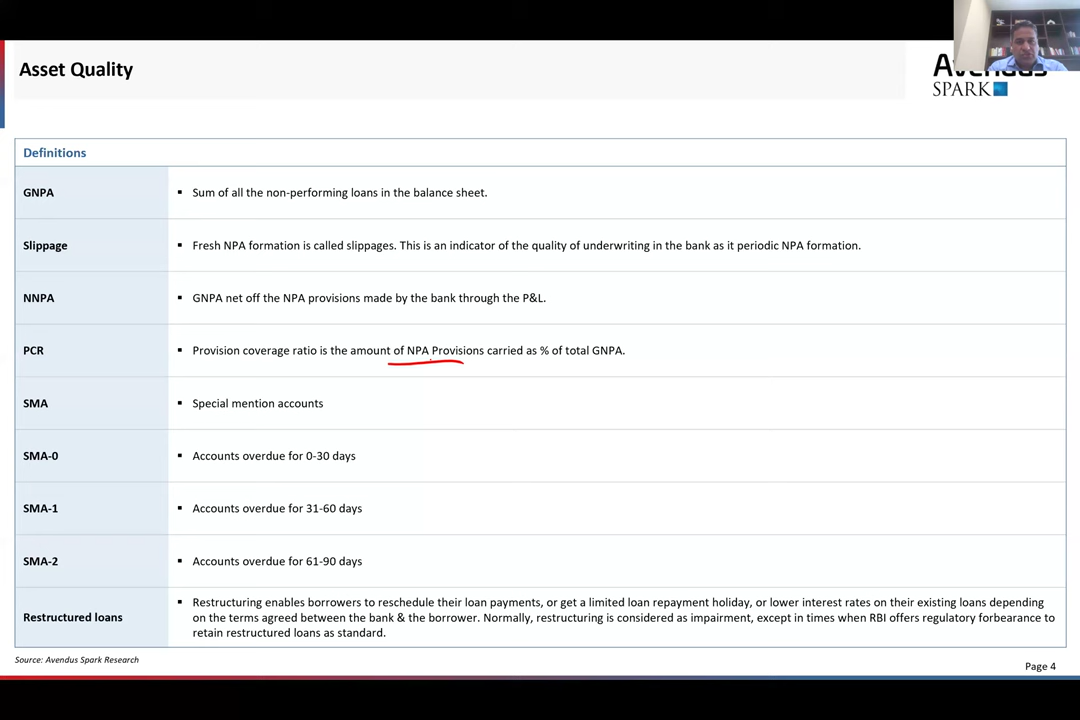 Asset Quality
Avendus
SPARK
Definitions
GNPA
▪ Sum of all the non-performing loans in the balance sheet.
Slippage
▪ Fresh NPA formation is called slippages. This is an indicator of the quality of underwriting in the bank as it periodic NPA formation.
NNPA
▪ GNPA net off the NPA provisions made by the bank through the P&L.
PCR
▪ Provision coverage ratio is the amount of NPA Provisions carried as % of total GNPA.
SMA
▪ Special mention accounts
SMA-0
▪ Accounts overdue for 0-30 days
SMA-1
▪ Accounts overdue for 31-60 days
SMA-2
▪ Accounts overdue for 61-90 days
Restructured loans
▪ Restructuring enables borrowers to reschedule their loan payments, or get a limited loan repayment holiday, or lower interest rates on their existing loans depending
on the terms agreed between the bank & the borrower. Normally, restructuring is considered as impairment, except in times when RBI offers regulatory forbearance to
retain restructured loans as standard.
Source: Avendus Spark Research
Page 4